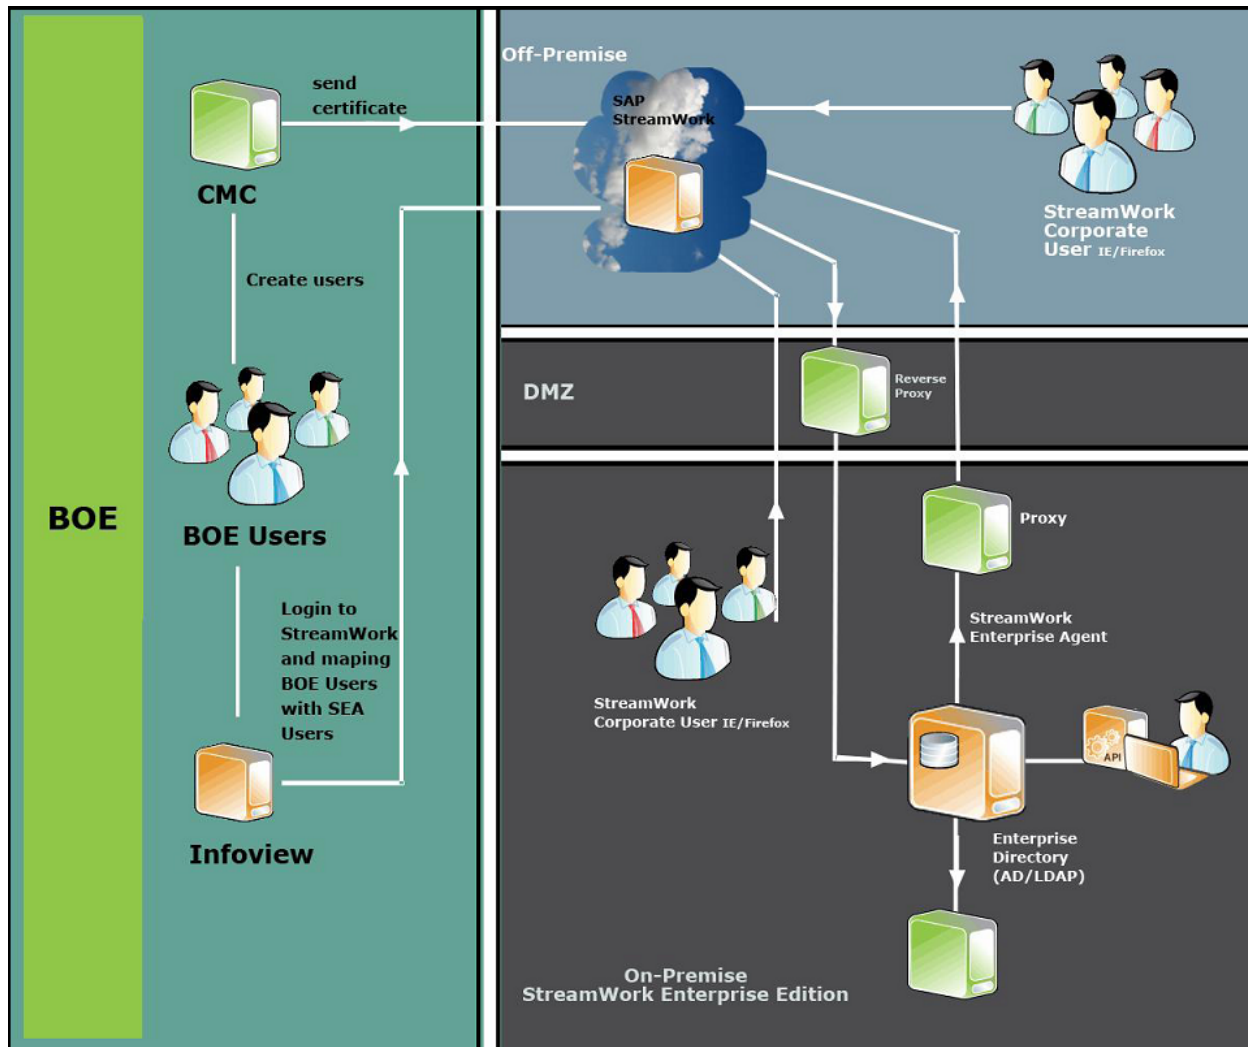 BOE
send
certificate
CMC
Create users
BOE Users
Login to
StreamWork
and maping
BOE Users
with SEA
Users
Infoview
Off-Premise
SAP
StreamWork
StreamWork
Corporate
User IE/Firefox
DMZ
Reverse
Proxy
Proxy
StreamWork
Enterprise Agent
StreamWork
Corporate User IE/Firefox
API
Enterprise
Directory
(AD/LDAP)
On-Premise
StreamWork Enterprise Edition